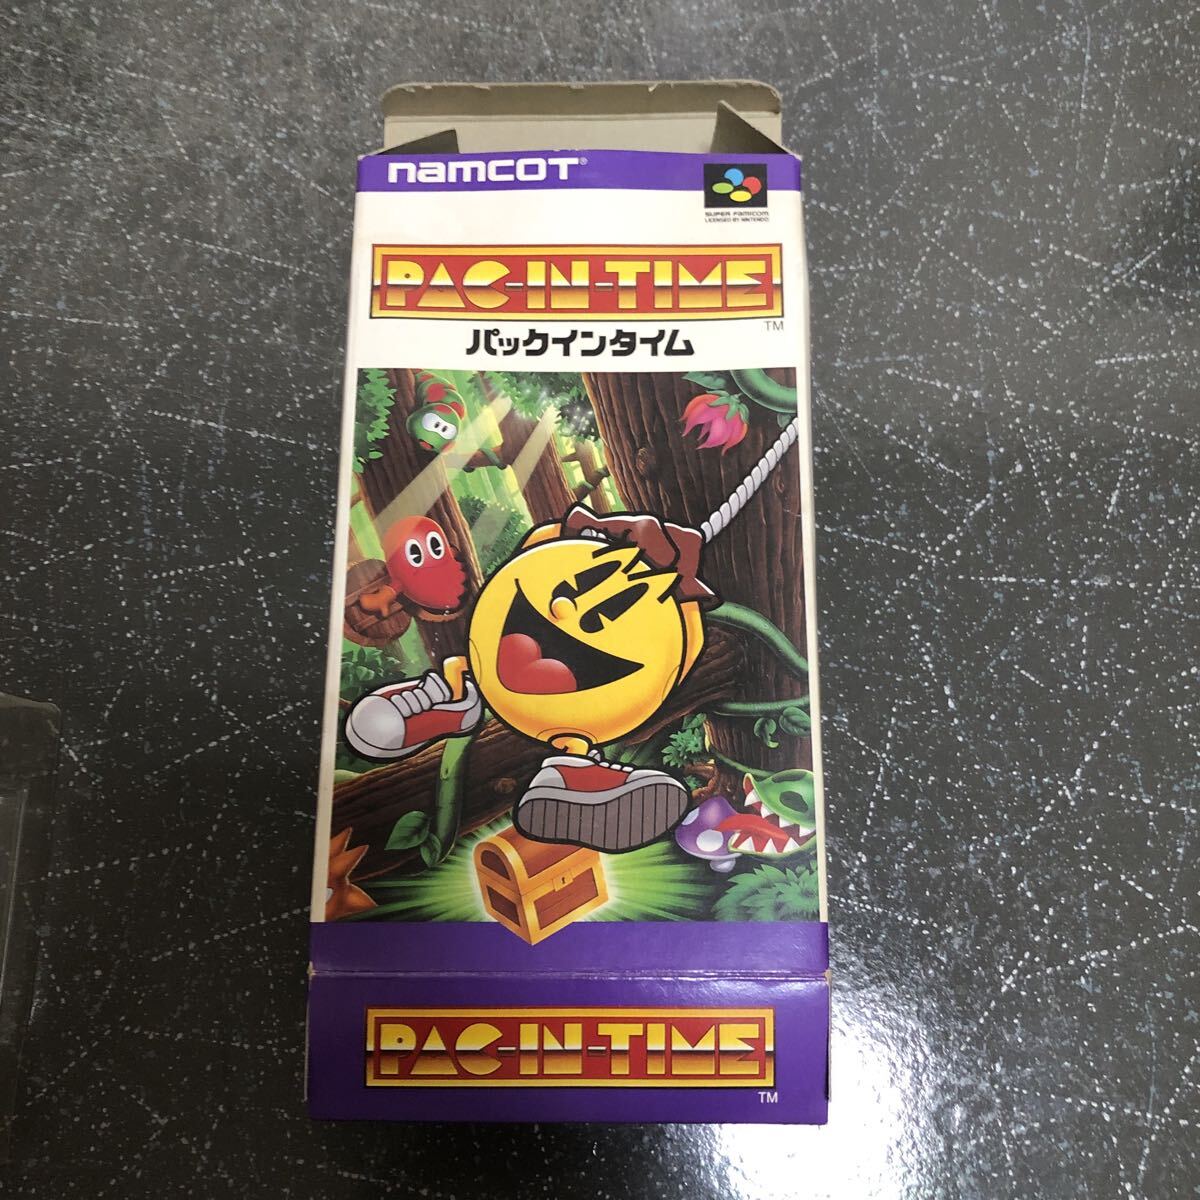 namcot®
SUPER FAMICOM
LICENSED BY NINTENDO
PAC-IN-TIME
TM
パックインタイム
PAC-IN-TIME
TM